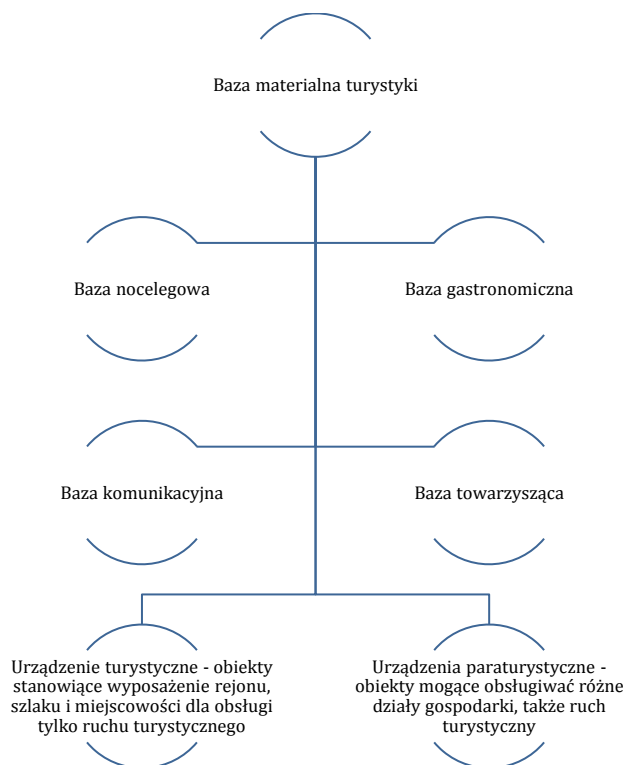 Baza materialna turystyki
Baza noclegowa
Baza gastronomiczna
Baza komunikacyjna
Baza towarzysząca
Urządzenie turystyczne - obiekty
stanowiące wyposażenie rejonu,
szlaku i miejscowości dla obsługi
tylko ruchu turystycznego
Urządzenia paraturystyczne -
obiekty mogące obsługiwać różne
działy gospodarki, także ruch
turystyczny